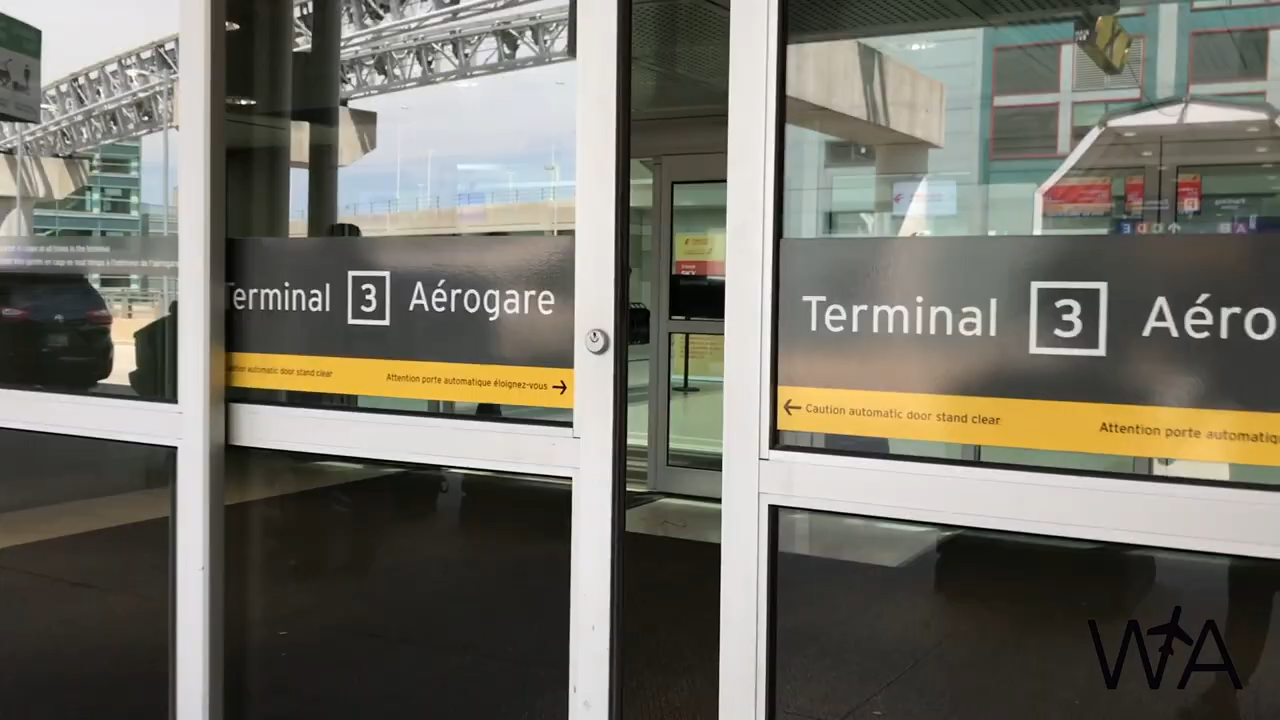 Terminal 3 Aérogare
automatic door stand clear
Attention porte automatique éloignez-vous →
Terminal 3 Aéro
← Caution automatic door stand clear
Attention porte automatiq
WA